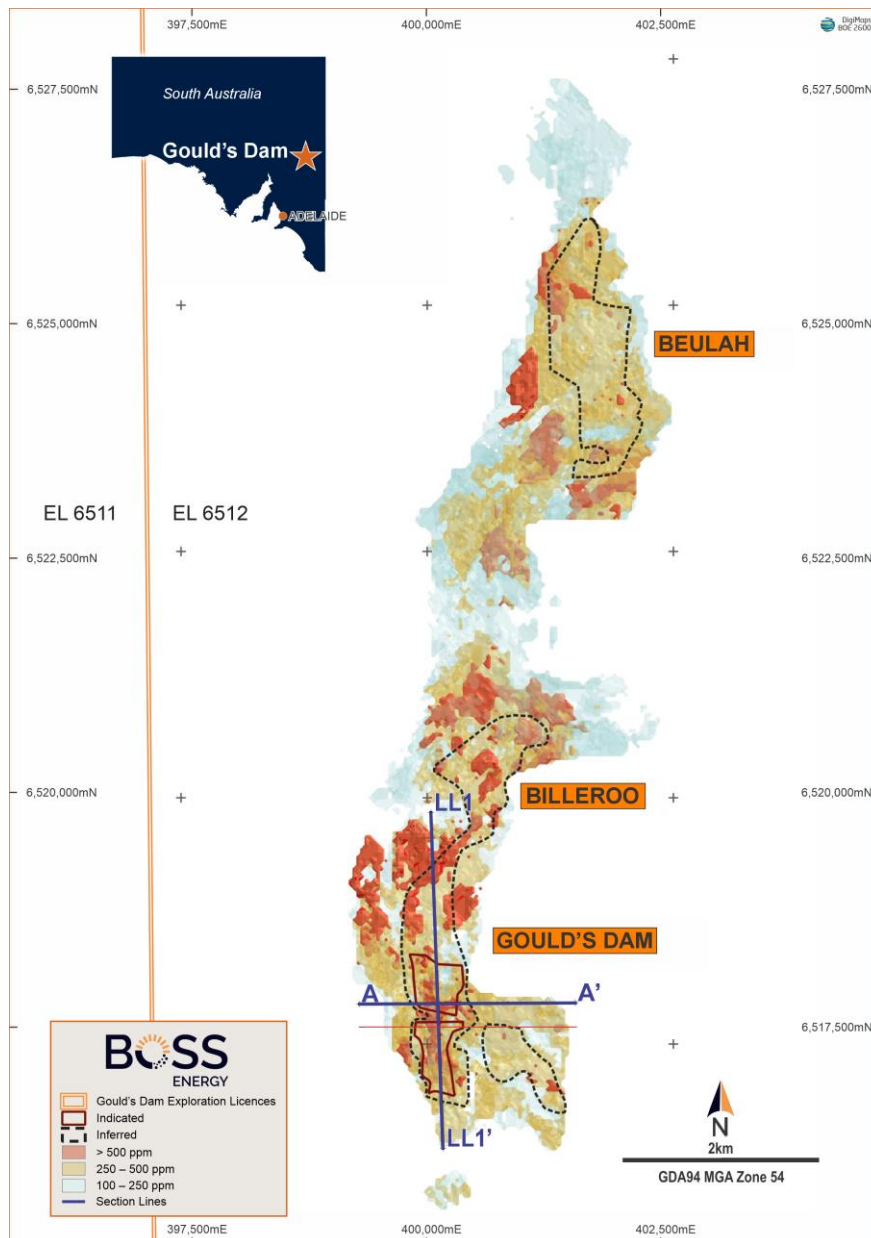 397,500mE
400,000mE
402,500mE
DigiMaps
BOE 2600
6,527,500mN
6,527,500mN
South Australia
Gould's Dam
ADELAIDE
6,525,000mN
6,525,000mN
BEULAH
EL 6511
EL 6512
6,522,500mN
6,522,500mN
6,520,000mN
6,520,000mN
BILLEROO
LL1
GOULD'S DAM
A
A'
6,517,500mN
BOSS
ENERGY
Gould's Dam Exploration Licences
Indicated
Inferred
> 500 ppm
250 – 500 ppm
100 – 250 ppm
Section Lines
LL1'
N
2km
GDA94 MGA Zone 54
397,500mE
400,000mE
402,500mE